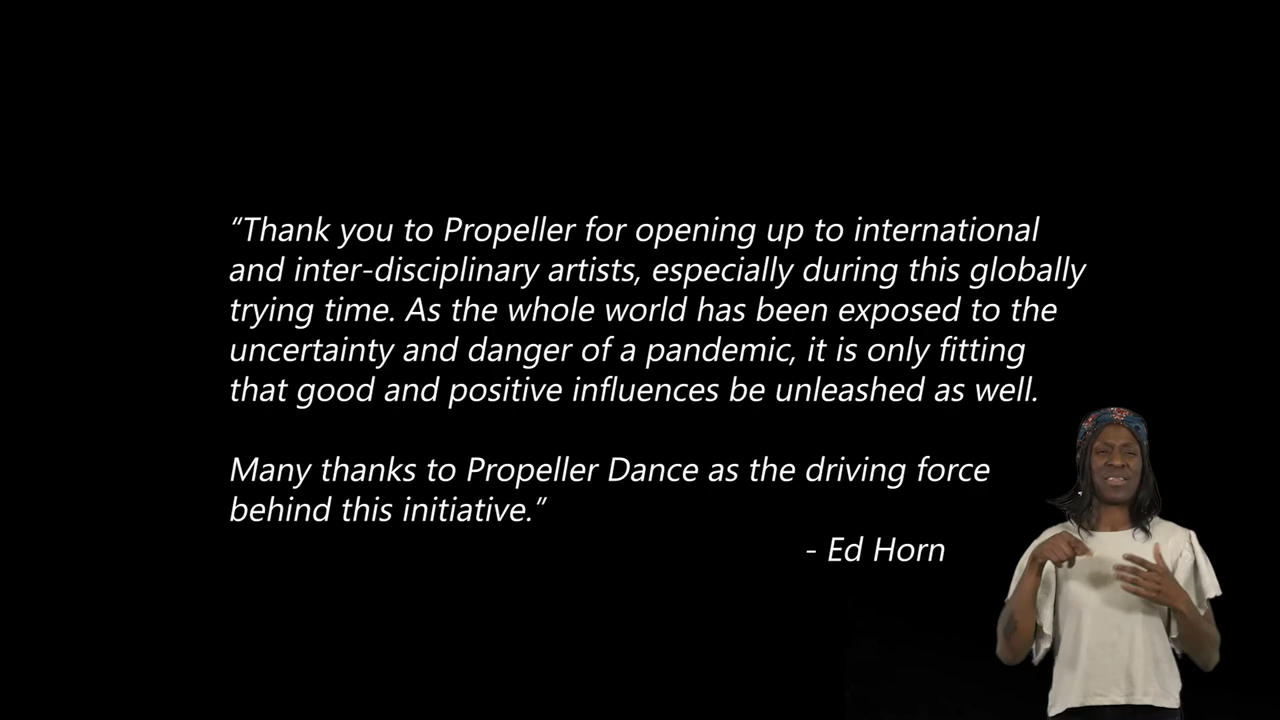 “Thank you to Propeller for opening up to international
and inter-disciplinary artists, especially during this globally
trying time. As the whole world has been exposed to the
uncertainty and danger of a pandemic, it is only fitting
that good and positive influences be unleashed as well.
Many thanks to Propeller Dance as the driving force
behind this initiative.”
- Ed Horn